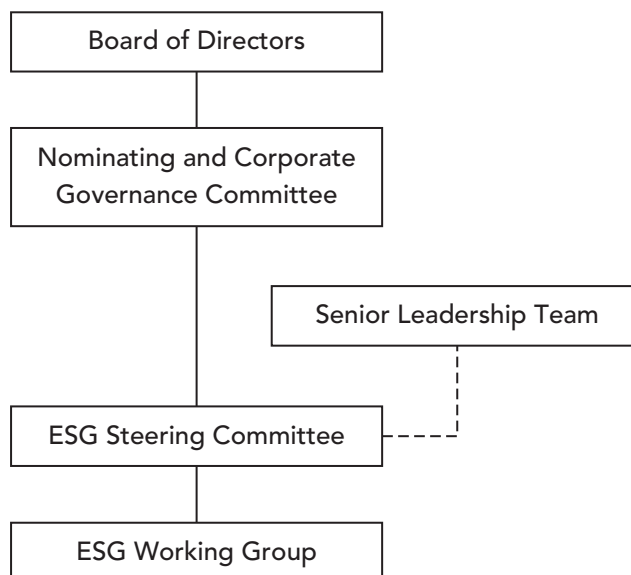 Board of Directors
Nominating and Corporate
Governance Committee
Senior Leadership Team
ESG Steering Committee
ESG Working Group